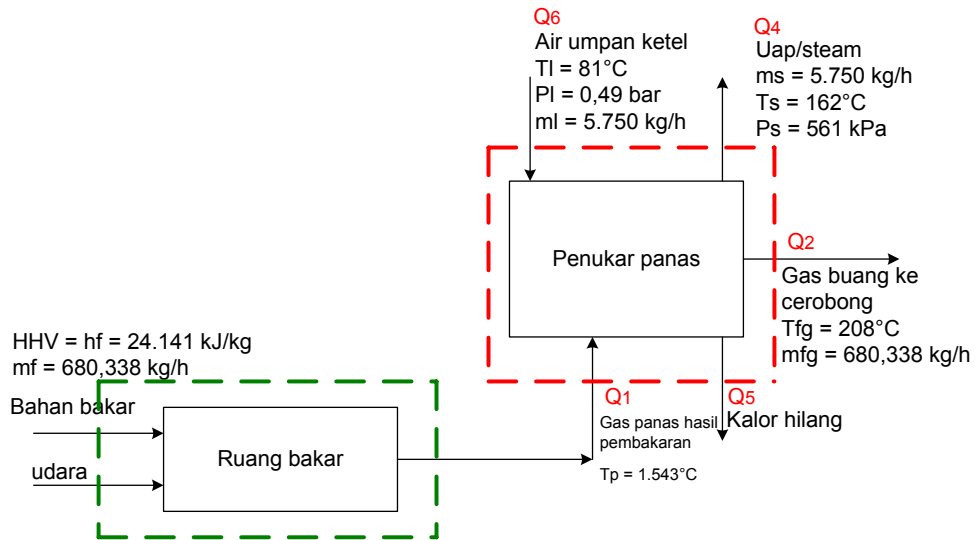 Q6
Air umpan ketel
Tl = 81°C
Pl = 0,49 bar
ml = 5.750 kg/h
Q4
Uap/steam
ms = 5.750 kg/h
Ts = 162°C
Ps = 561 kPa
Penukar panas
Q2
Gas buang ke
cerobong
Tfg = 208°C
mfg = 680,338 kg/h
HHV = hf = 24.141 kJ/kg
mf = 680,338 kg/h
Bahan bakar
udara
Ruang bakar
Q1
Gas panas hasil
pembakaran
Tp = 1.543°C
Q5
Kalor hilang